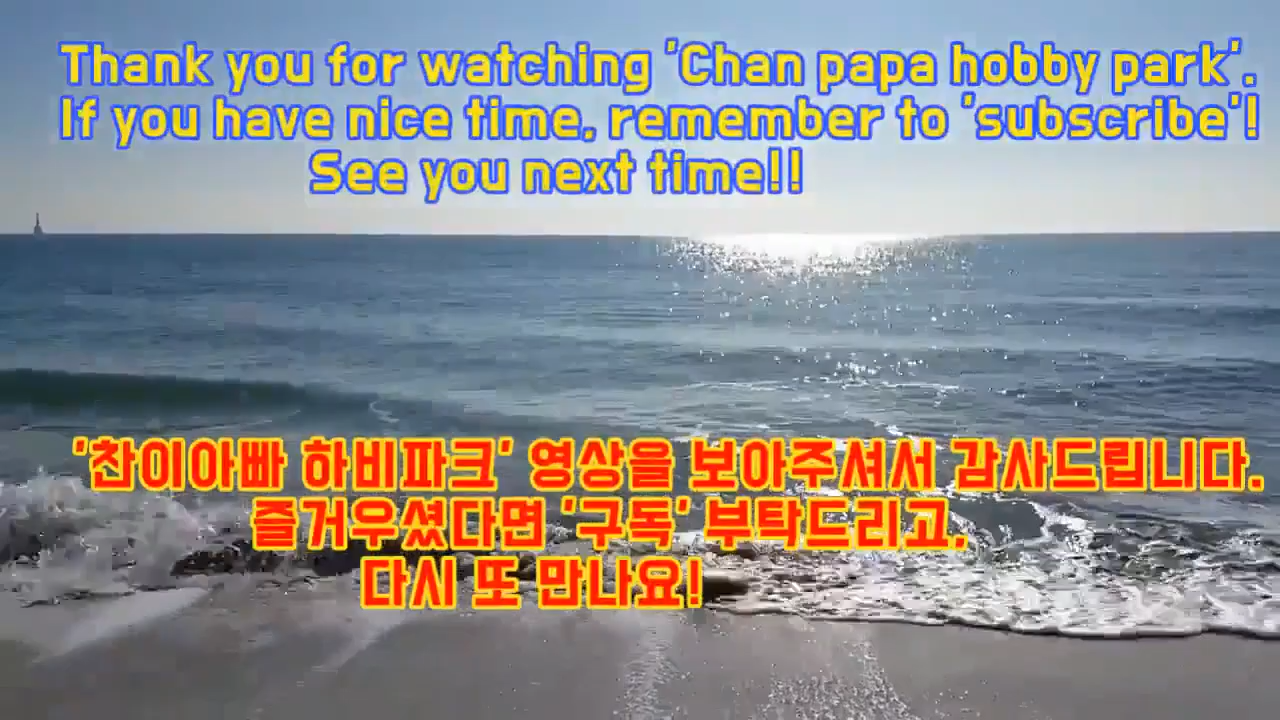 Thank you for watching 'Chan papa hobby park'.
If you have nice time, remember to 'subscribe'!
See you next time!!
'찬이아빠 하비파크' 영상을 보아주셔서 감사드립니다.
즐거우셨다면 '구독' 부탁드리고,
다시 또 만나요!